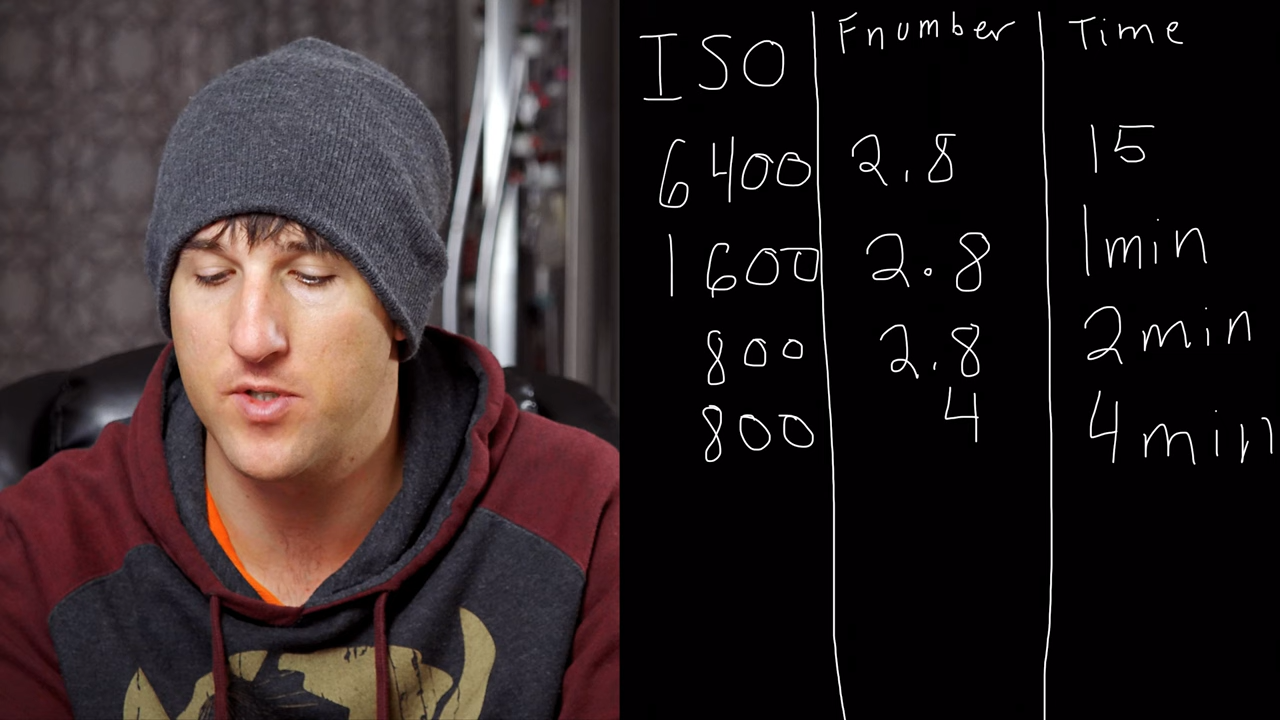 ISO Fnumber Time
6400 2.8 15
1600 2.8 1min
800 2.8 2min
800 4 4min